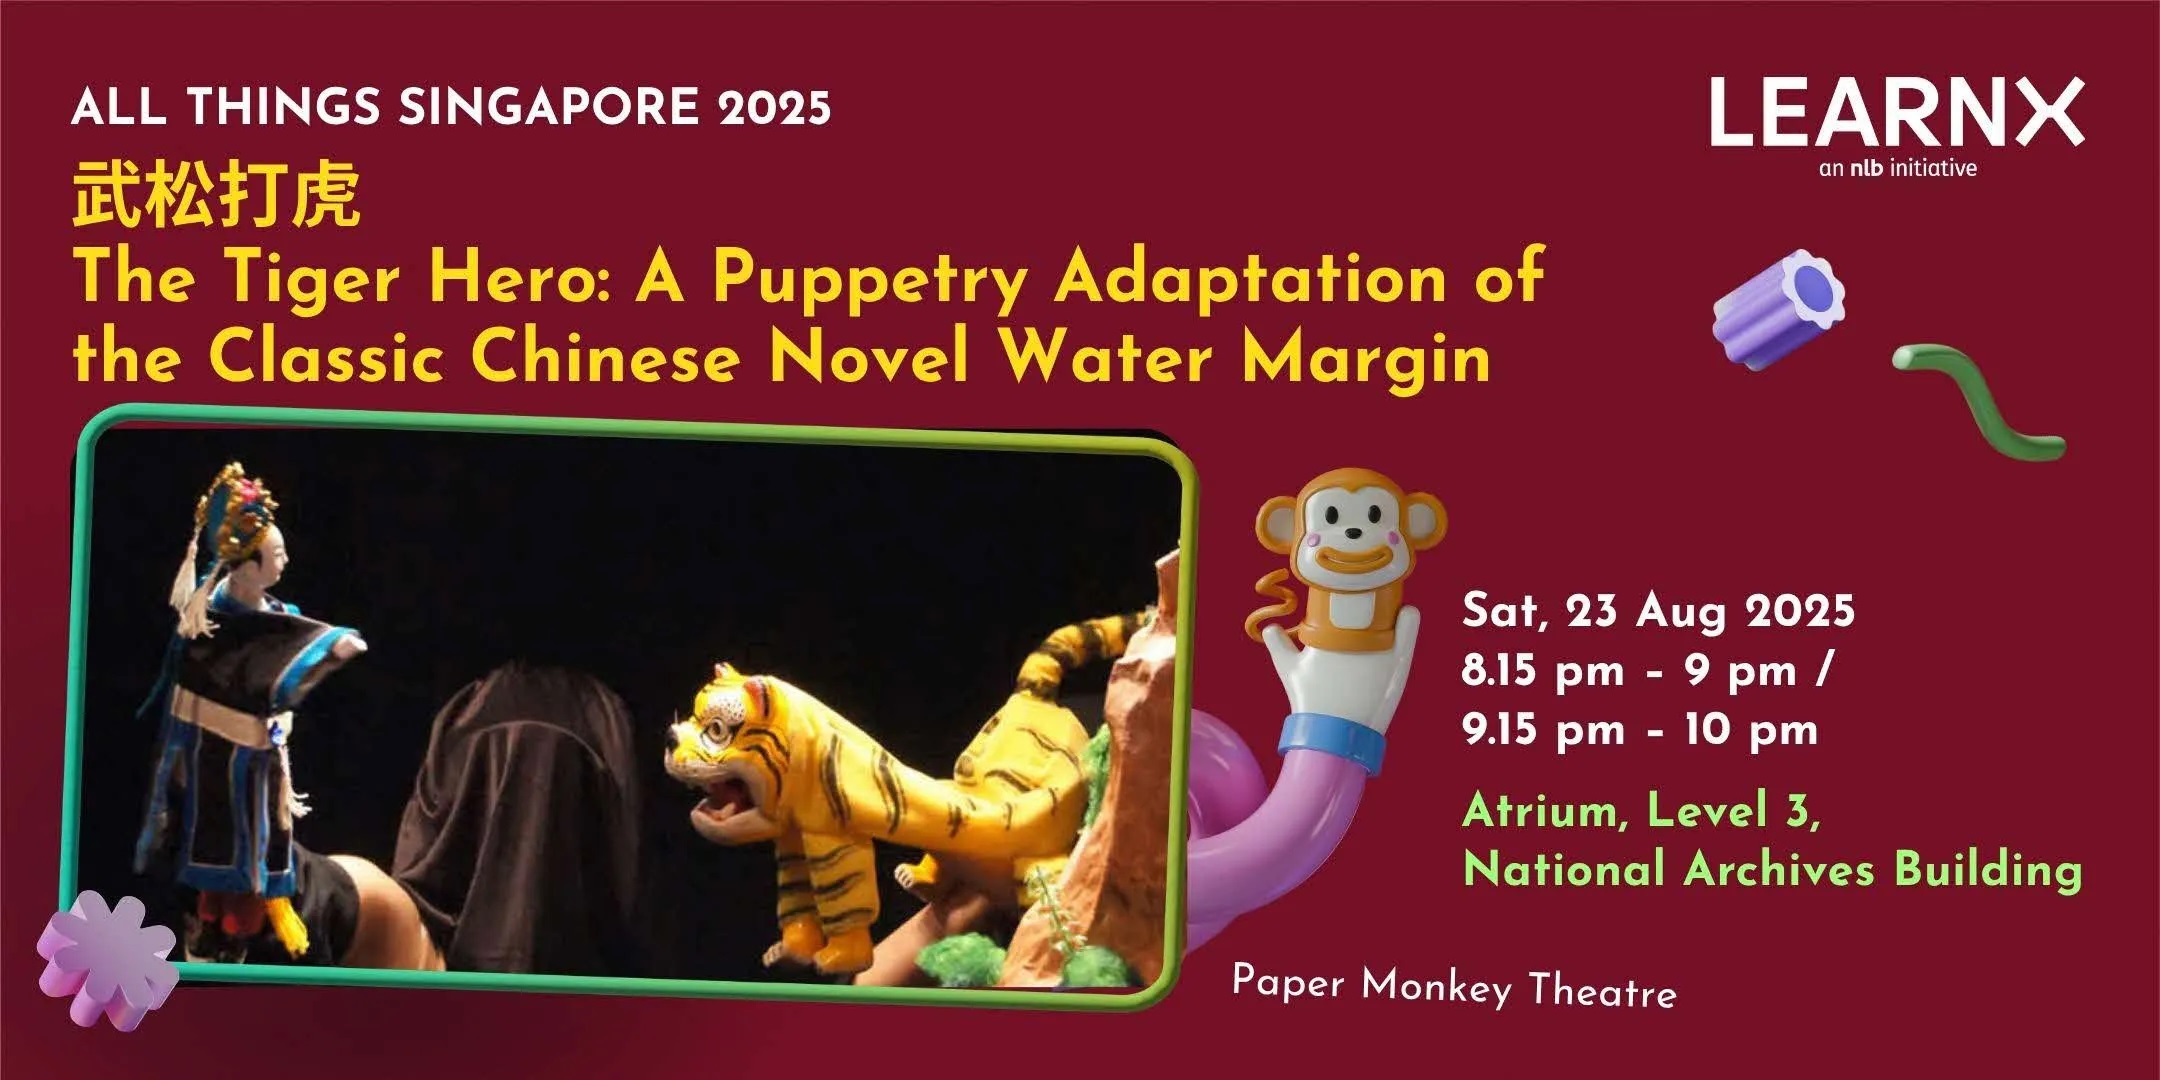 ALL THINGS SINGAPORE 2025
武松打虎
The Tiger Hero: A Puppetry Adaptation of
the Classic Chinese Novel Water Margin
LEARNX
an nlb initiative
Sat, 23 Aug 2025
8.15 pm – 9 pm /
9.15 pm – 10 pm
Atrium, Level 3,
National Archives Building
Paper Monkey Theatre